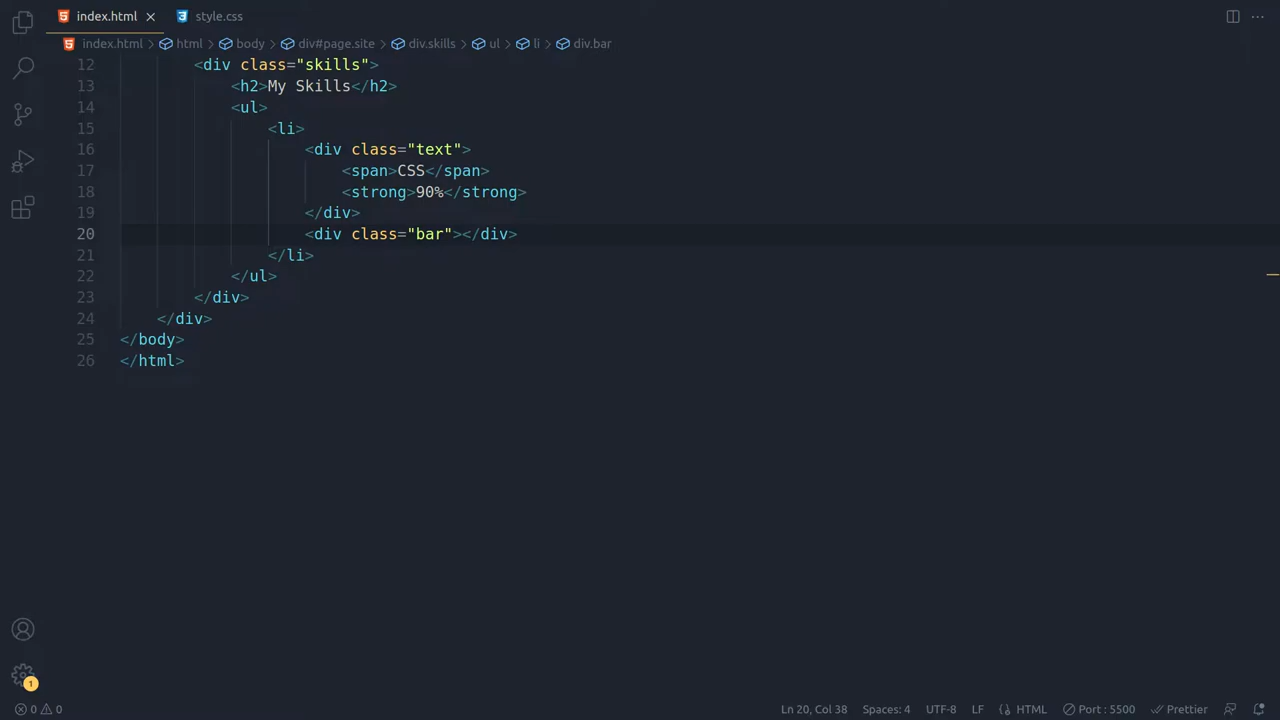 index.html
style.css
index.html > html > body > div#page.site > div.skills > ul > li > div.bar
12 <div class="skills">
13 <h2>My Skills</h2>
14 <ul>
15 <li>
16 <div class="text">
17 <span>CSS</span>
18 <strong>90%</strong>
19 </div>
20 <div class="bar"></div>
21 </li>
22 </ul>
23 </div>
24 </div>
25 </body>
26 </html>
1
0 0 Ln 20, Col 38 Spaces: 4 UTF-8 LF {} HTML Port : 5500 Prettier